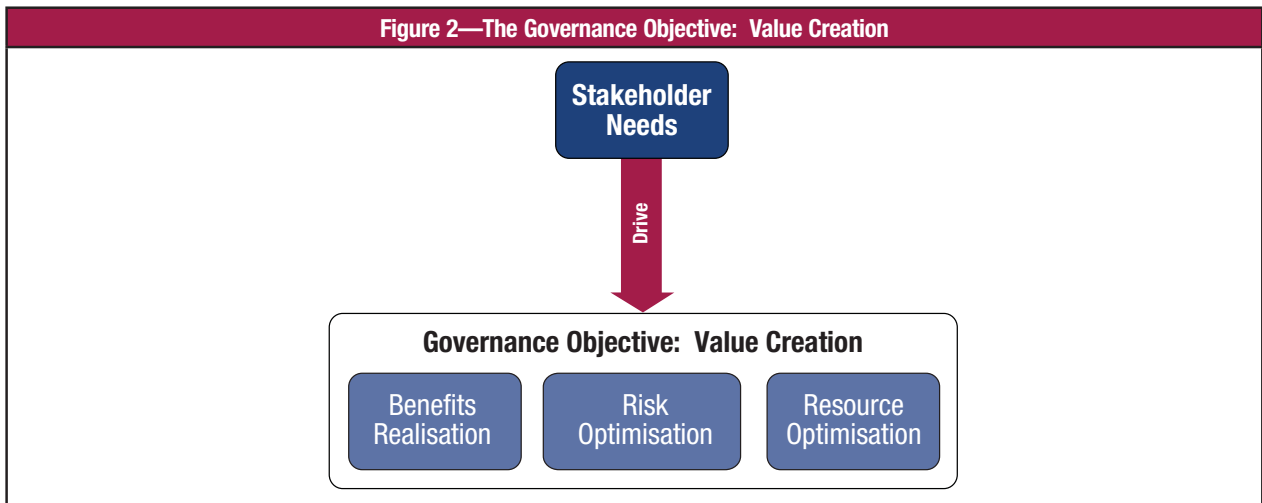 Figure 2—The Governance Objective: Value Creation
Stakeholder
Needs
Drive
Governance Objective: Value Creation
Benefits
Realisation
Risk
Optimisation
Resource
Optimisation